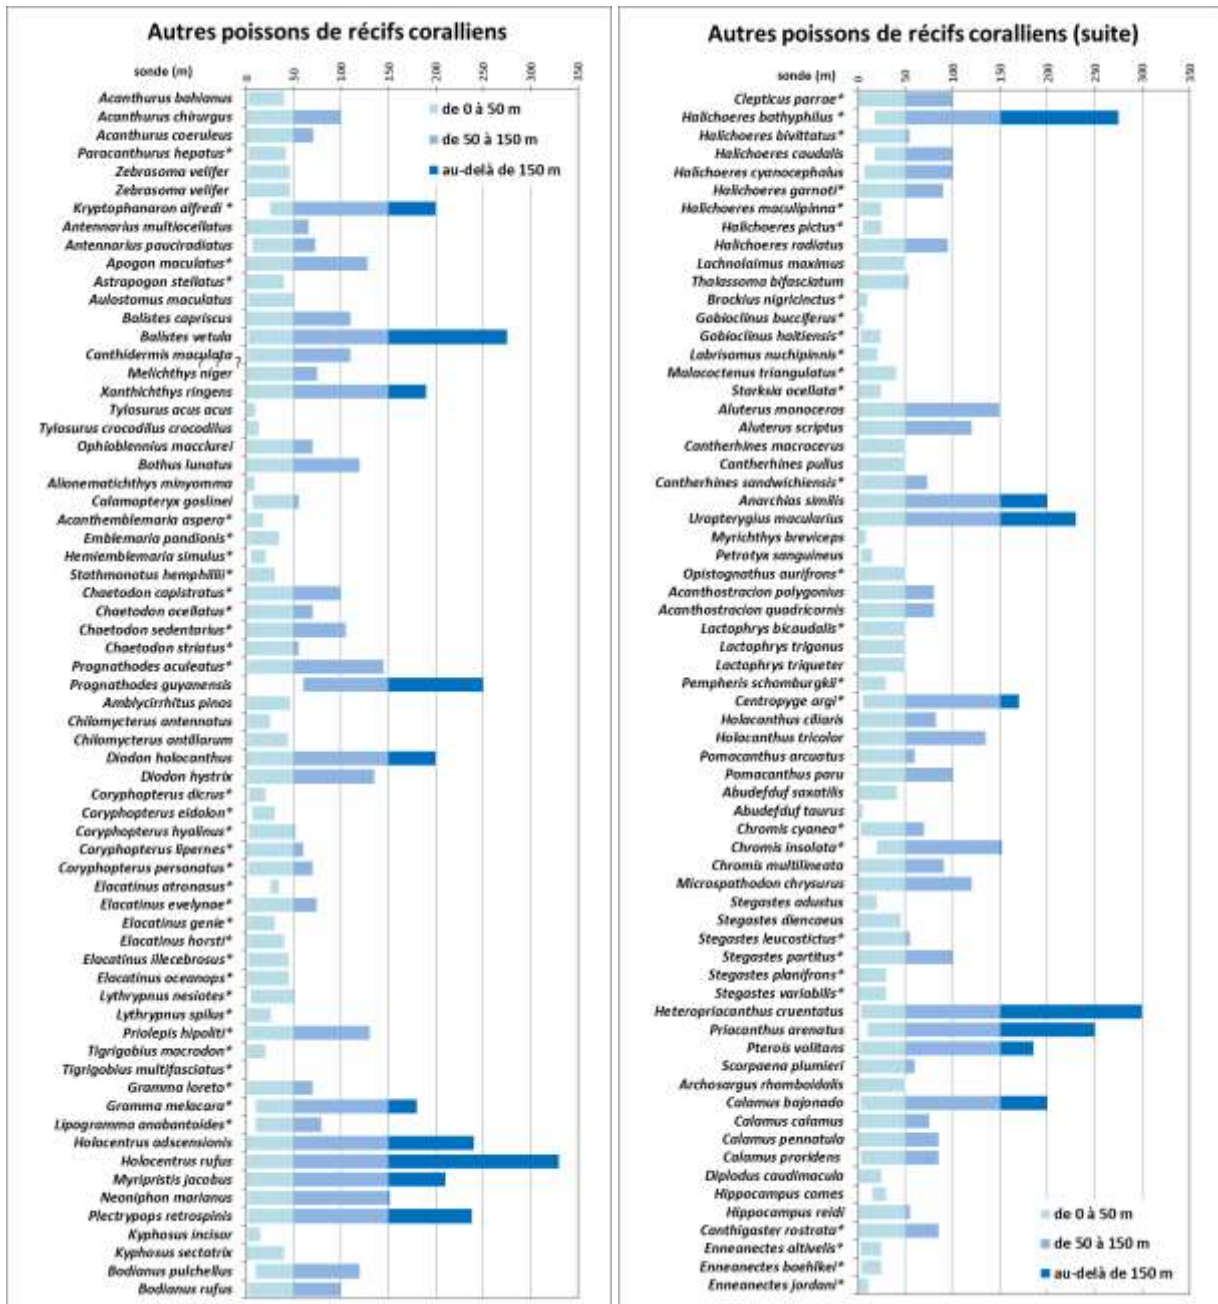 Autres poissons de récifs coralliens
sonde (m)
0 50 100 150 200 250 300 350
de 0 à 50 m
de 50 à 150 m
au-delà de 150 m
Acanthurus bahianus
Acanthurus chirurgus
Acanthurus coeruleus
Paracanthurus hepatus*
Zebrasoma velifer
Zebrasoma velifer
Kryptophanaron alfredi *
Antennarius multiocellatus
Antennarius pauciradiatus
Apogon maculatus*
Astrapogon stellatus*
Aulostomus maculatus
Balistes capriscus
Balistes vetula
Canthidermis maculata
? ? ?
Melichthys niger
Xanthichthys ringens
Tylosurus acus acus
Tylosurus crocodilus crocodilus
Ophioblennius macclurei
Bothus lunatus
Alionematichthys minyomma
Calamopteryx goslinei
Acanthemblemaria aspera*
Emblemaria pandionis*
Hemiemblemaria simulus*
Stathmonotus hemphillii*
Chaetodon capistratus*
Chaetodon ocellatus*
Chaetodon sedentarius*
Chaetodon striatus*
Prognathodes aculeatus*
Prognathodes guyanensis
Amblycirrhitus pinos
Chilomycterus antennatus
Chilomycterus antillarum
Diodon holocanthus
Diodon hystrix
Coryphopterus dicrus*
Coryphopterus eidolon*
Coryphopterus hyalinus*
Coryphopterus lipernes*
Coryphopterus personatus*
Elacatinus atronasus*
Elacatinus evelynae*
Elacatinus genie*
Elacatinus horsti*
Elacatinus illecebrosus*
Elacatinus oceanops*
Lythrypnus nesiotes*
Lythrypnus spilus*
Priolepis hipoliti*
Tigrigobius macrodon*
Tigrigobius multifasciatus*
Gramma loreto*
Gramma melacara*
Lipogramma anabantoides*
Holocentrus adscensionis
Holocentrus rufus
Myripristis jacobus
Neoniphon marianus
Plectrypops retrospinis
Kyphosus incisor
Kyphosus sectatrix
Bodianus pulchellus
Bodianus rufus
Autres poissons de récifs coralliens (suite)
sonde (m)
0 50 100 150 200 250 300 350
Clepticus parrae*
Halichoeres bathyphilus *
Halichoeres bivittatus*
Halichoeres caudalis
Halichoeres cyanocephalus
Halichoeres garnoti*
Halichoeres maculipinna*
Halichoeres pictus*
Halichoeres radiatus
Lachnolaimus maximus
Thalassoma bifasciatum
Brockius nigricinctus*
Gobioclinus bucciferus*
Gobioclinus haitiensis*
Labrisomus nuchipinnis*
Malacoctenus triangulatus*
Starksia ocellata*
Aluterus monoceros
Aluterus scriptus
Cantherhines macrocerus
Cantherhines pullus
Cantherhines sandwichiensis*
Anarchias similis
Uropterygius macularius
Myrichthys breviceps
Petrotyx sanguineus
Opistognathus aurifrons*
Acanthostracion polygonius
Acanthostracion quadricornis
Lactophrys bicaudalis*
Lactophrys trigonus
Lactophrys triqueter
Pempheris schomburgkii*
Centropyge argi*
Holacanthus ciliaris
Holacanthus tricolor
Pomacanthus arcuatus
Pomacanthus paru
Abudefduf saxatilis
Abudefduf taurus
Chromis cyanea*
Chromis insolata*
Chromis multilineata
Microspathodon chrysurus
Stegastes adustus
Stegastes diencaeus
Stegastes leucostictus*
Stegastes partitus*
Stegastes planifrons*
Stegastes variabilis*
Heteropriacanthus cruentatus
Priacanthus arenatus
Pterois volitans
Scorpaena plumieri
Archosargus rhomboidalis
Calamus bajonado
Calamus calamus
Calamus pennatula
Calamus proridens
Diplodus caudimacula
Hippocampus comes
Hippocampus reidi
Canthigaster rostrata*
Enneanectes altivelis*
Enneanectes boehlkei*
Enneanectes jordani*
de 0 à 50 m
de 50 à 150 m
au-delà de 150 m